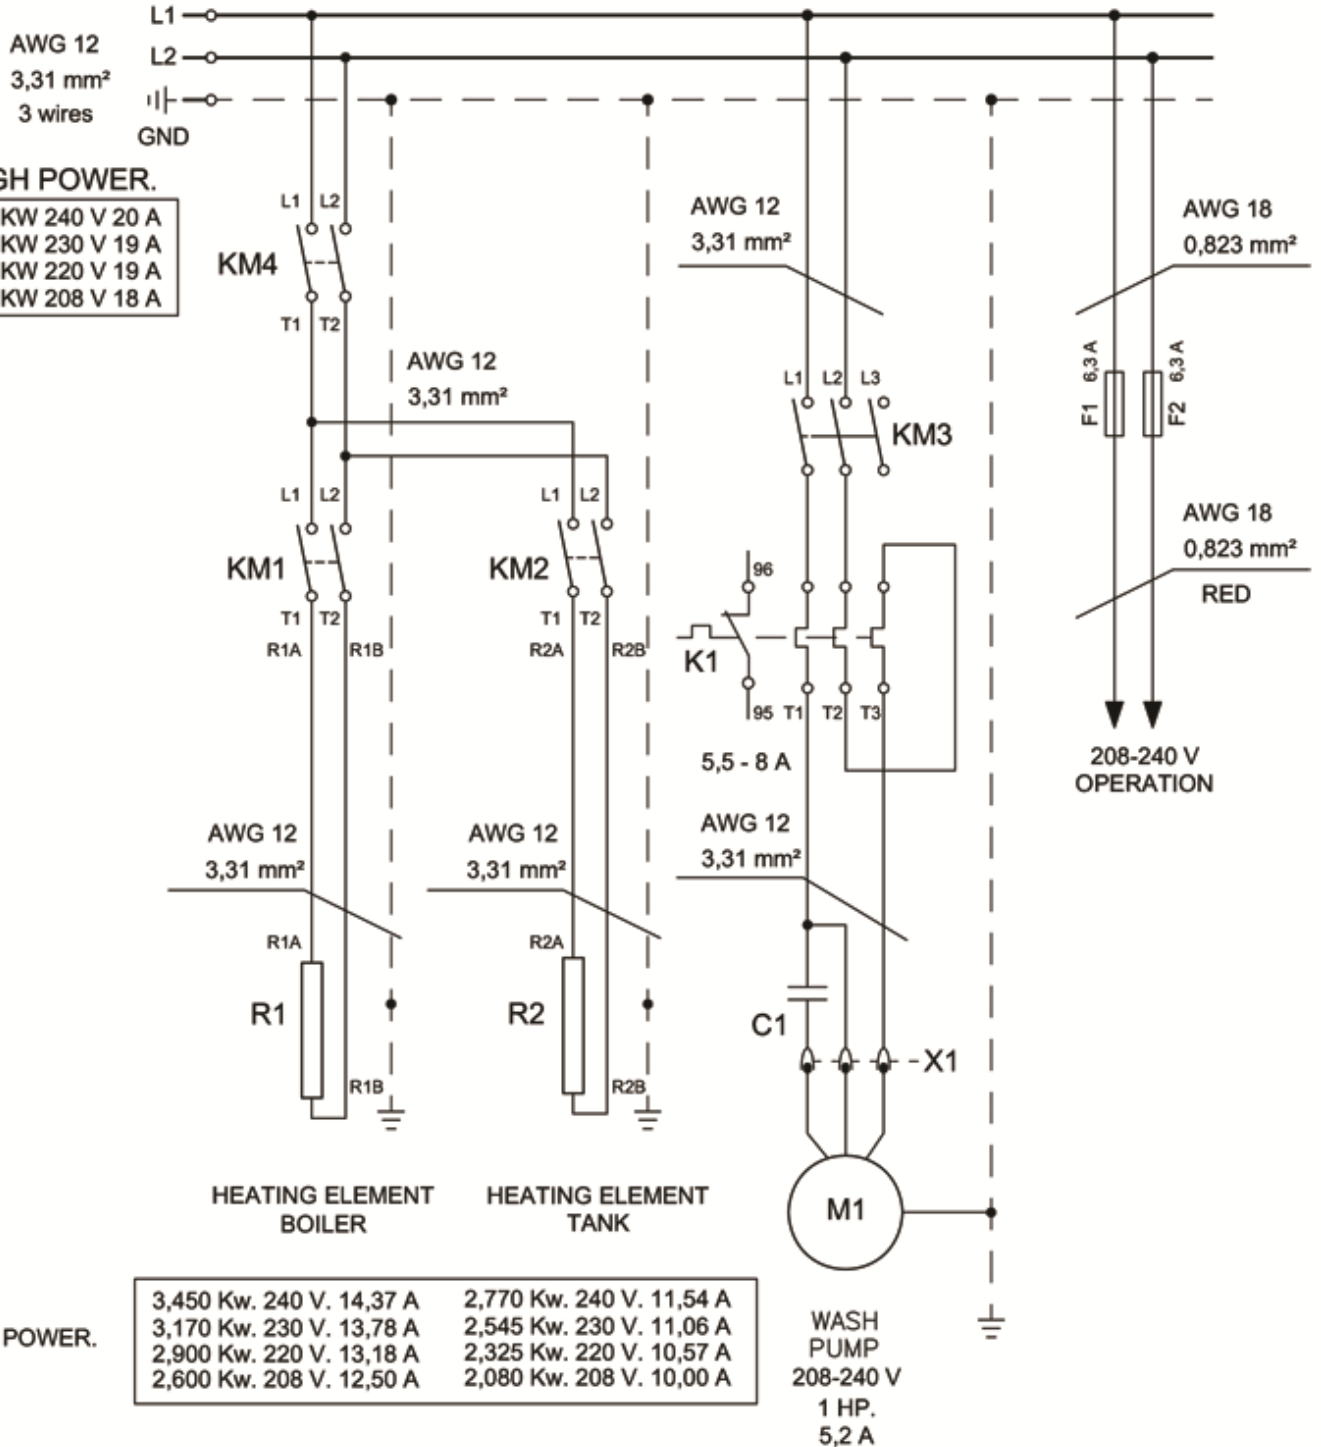 L1
AWG 12
L2
3,31 mm²
3 wires
GND
GH POWER.
KW 240 V 20 A
KW 230 V 19 A
KW 220 V 19 A
KW 208 V 18 A
L1 L2
KM4
T1 T2
AWG 12
3,31 mm²
AWG 12
3,31 mm²
AWG 18
0,823 mm²
L1 L2 L3
KM3
F1 6,3 A
F2 6,3 A
L1 L2
KM1
T1 T2
R1A R1B
L1 L2
KM2
T1 T2
R2A R2B
96
K1
95 T1 T2 T3
5,5 - 8 A
AWG 18
0,823 mm²
RED
208-240 V
OPERATION
AWG 12
3,31 mm²
AWG 12
3,31 mm²
AWG 12
3,31 mm²
R1A
R1
R1B
R2A
R2
R2B
C1
X1
M1
HEATING ELEMENT
BOILER
HEATING ELEMENT
TANK
POWER.
3,450 Kw. 240 V. 14,37 A 2,770 Kw. 240 V. 11,54 A
3,170 Kw. 230 V. 13,78 A 2,545 Kw. 230 V. 11,06 A
2,900 Kw. 220 V. 13,18 A 2,325 Kw. 220 V. 10,57 A
2,600 Kw. 208 V. 12,50 A 2,080 Kw. 208 V. 10,00 A
WASH
PUMP
208-240 V
1 HP.
5,2 A